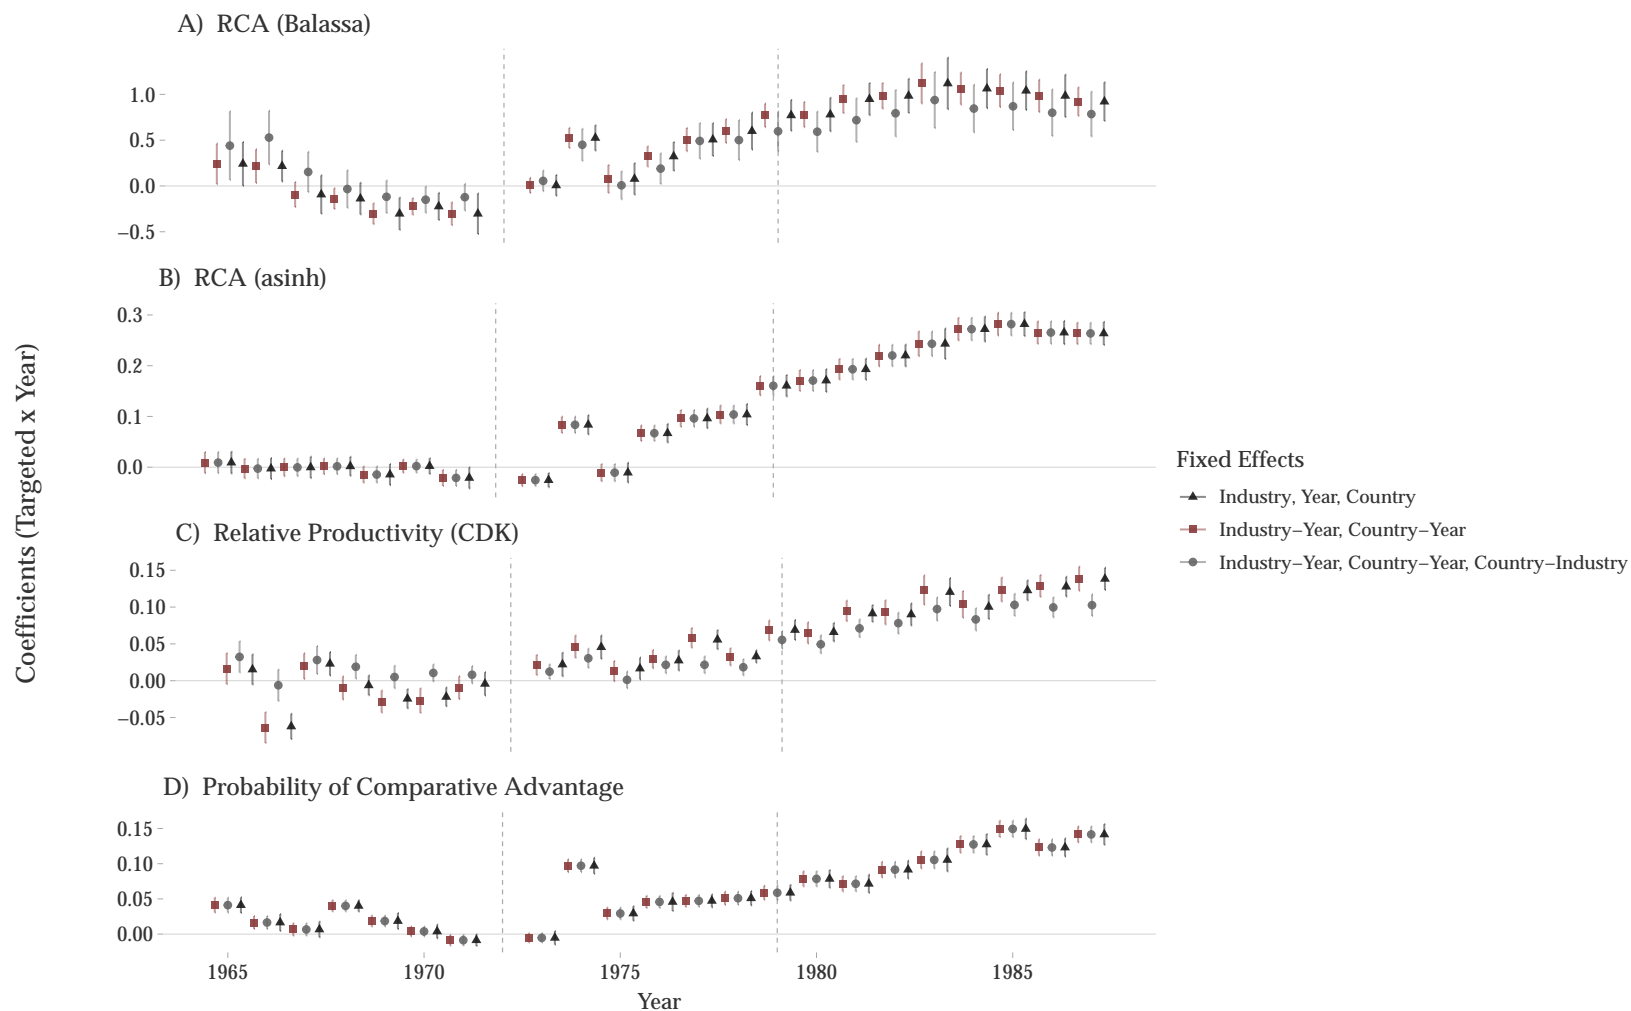 A) RCA (Balassa)
1.0
0.5
0.0
−0.5
B) RCA (asinh)
0.3
0.2
0.1
0.0
C) Relative Productivity (CDK)
0.15
0.10
0.05
0.00
−0.05
D) Probability of Comparative Advantage
0.15
0.10
0.05
0.00
1965 1970 1975 1980 1985
Year
Coefficients (Targeted x Year)
Fixed Effects
Industry, Year, Country
Industry−Year, Country−Year
Industry−Year, Country−Year, Country−Industry